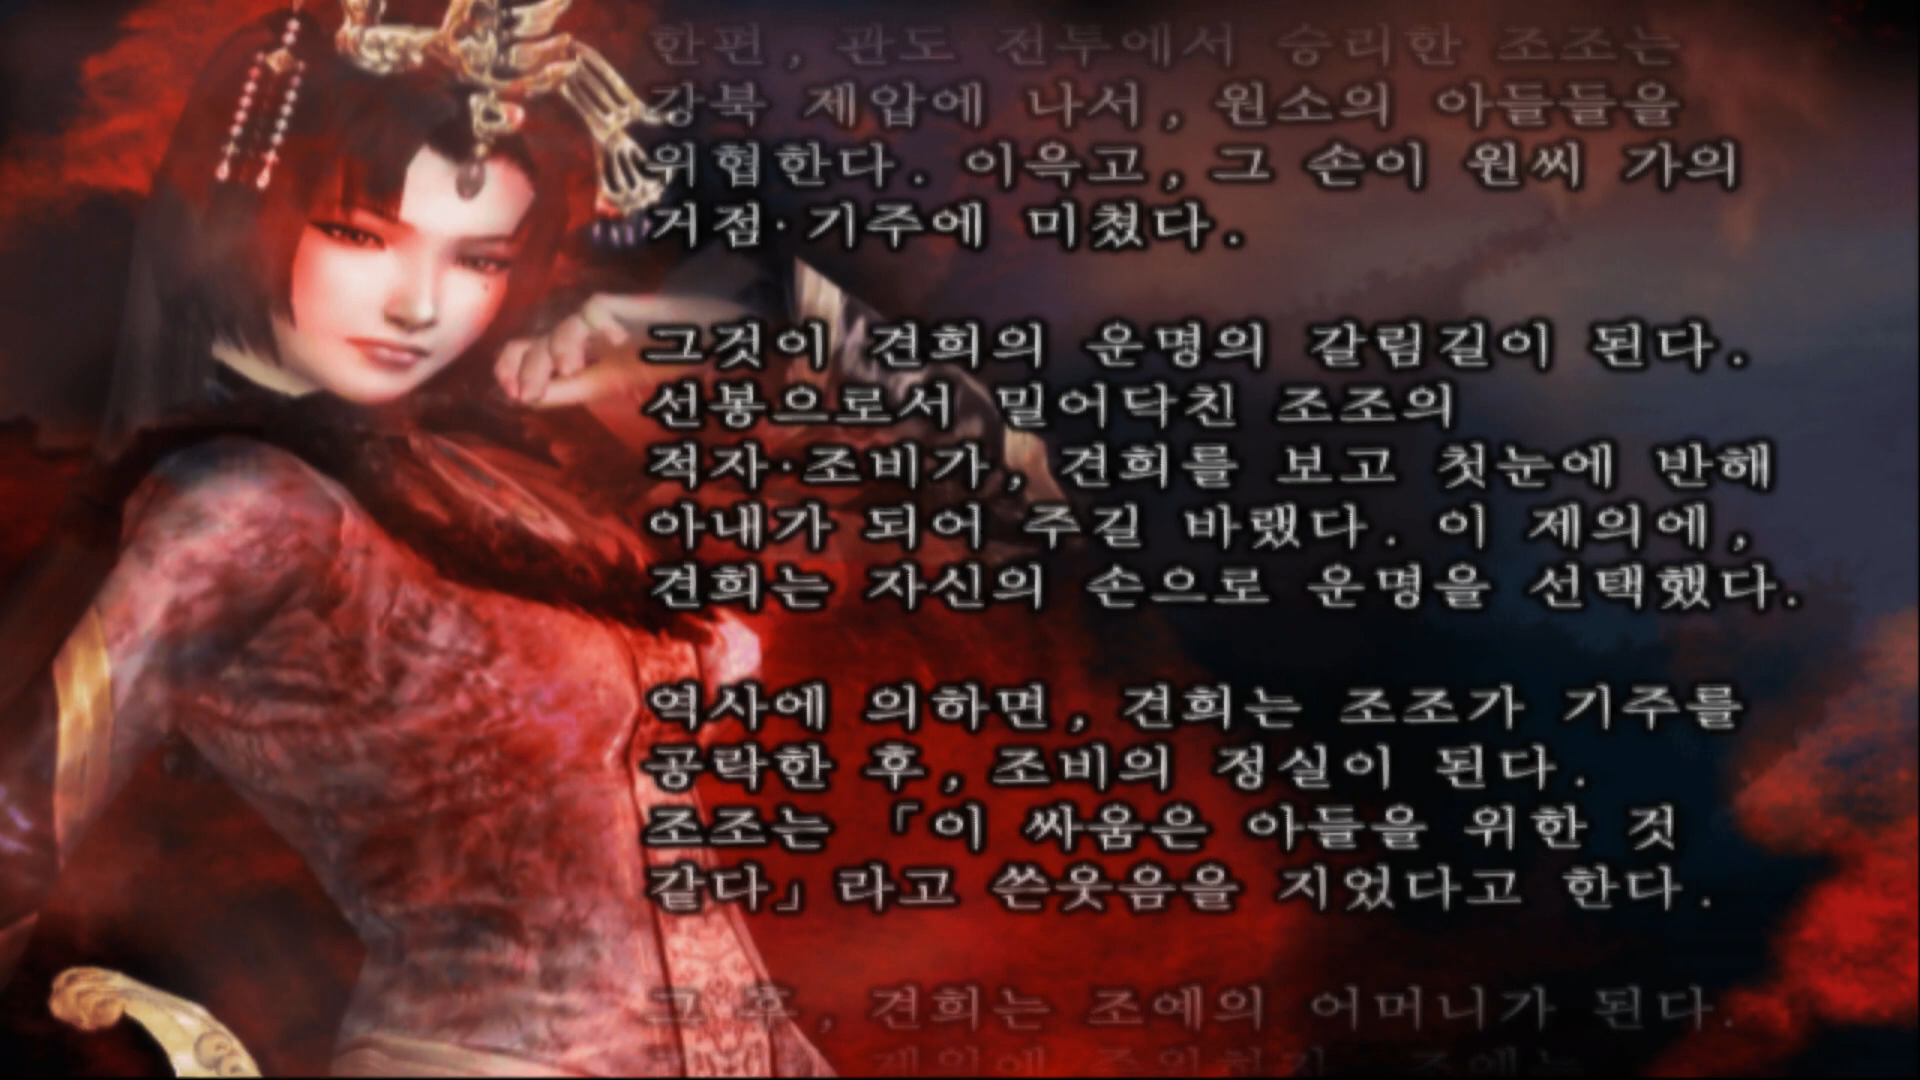 한편, 관도 전투에서 승리한 조조는
강북 제압에 나서, 원소의 아들들을
위협한다. 이윽고, 그 손이 원씨 가의
거점·기주에 미쳤다.
그것이 견희의 운명의 갈림길이 된다.
선봉으로서 밀어닥친 조조의
적자·조비가, 견희를 보고 첫눈에 반해
아내가 되어 주길 바랬다. 이 제의에,
견희는 자신의 손으로 운명을 선택했다.
역사에 의하면, 견희는 조조가 기주를
공락한 후, 조비의 정실이 된다.
조조는 「이 싸움은 아들을 위한 것
같다」라고 쓴웃음을 지었다고 한다.
그 후, 견희는 조예의 어머니가 된다.